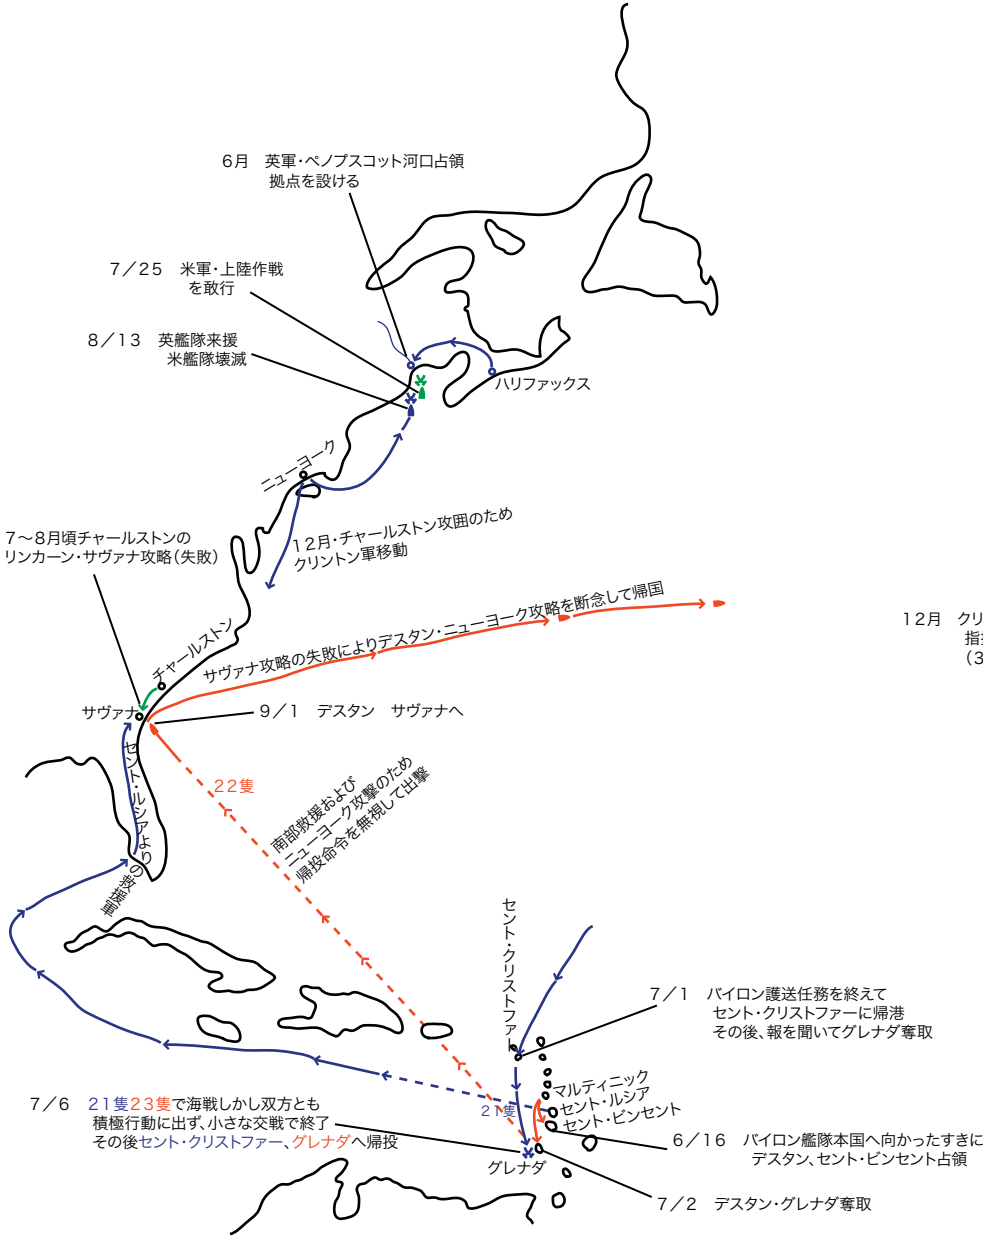 6月　英軍・ペノプスコット河口占領
拠点を設ける
7／25　米軍・上陸作戦
を敢行
8／13　英艦隊来援
米艦隊壊滅
ハリファックス
ニューヨーク
7〜8月頃チャールストンの
リンカーン・サヴァナ攻略（失敗）
12月・チャールストン攻囲のため
クリントン軍移動
サヴァナ攻略の失敗によりデスタン・ニューヨーク攻略を断念して帰国
12月　クリ
指揮
（3
チャールストン
サヴァナ
9／1　デスタン　サヴァナへ
セント・ルシアよりの救援軍
22隻
南部救援および
ニューヨーク攻撃のため
帰投命令を無視して出撃
セント・クリストファー
7／1　バイロン護送任務を終えて
セント・クリストファーに帰港
その後、報を聞いてグレナダ奪取
マルティニック
セント・ルシア
セント・ビンセント
21隻
7／6　21隻23隻で海戦しかし双方とも
積極行動に出ず、小さな交戦で終了
その後セント・クリストファー、グレナダへ帰投
6／16　バイロン艦隊本国へ向かったすきに
デスタン、セント・ビンセント占領
グレナダ
7／2　デスタン・グレナダ奪取